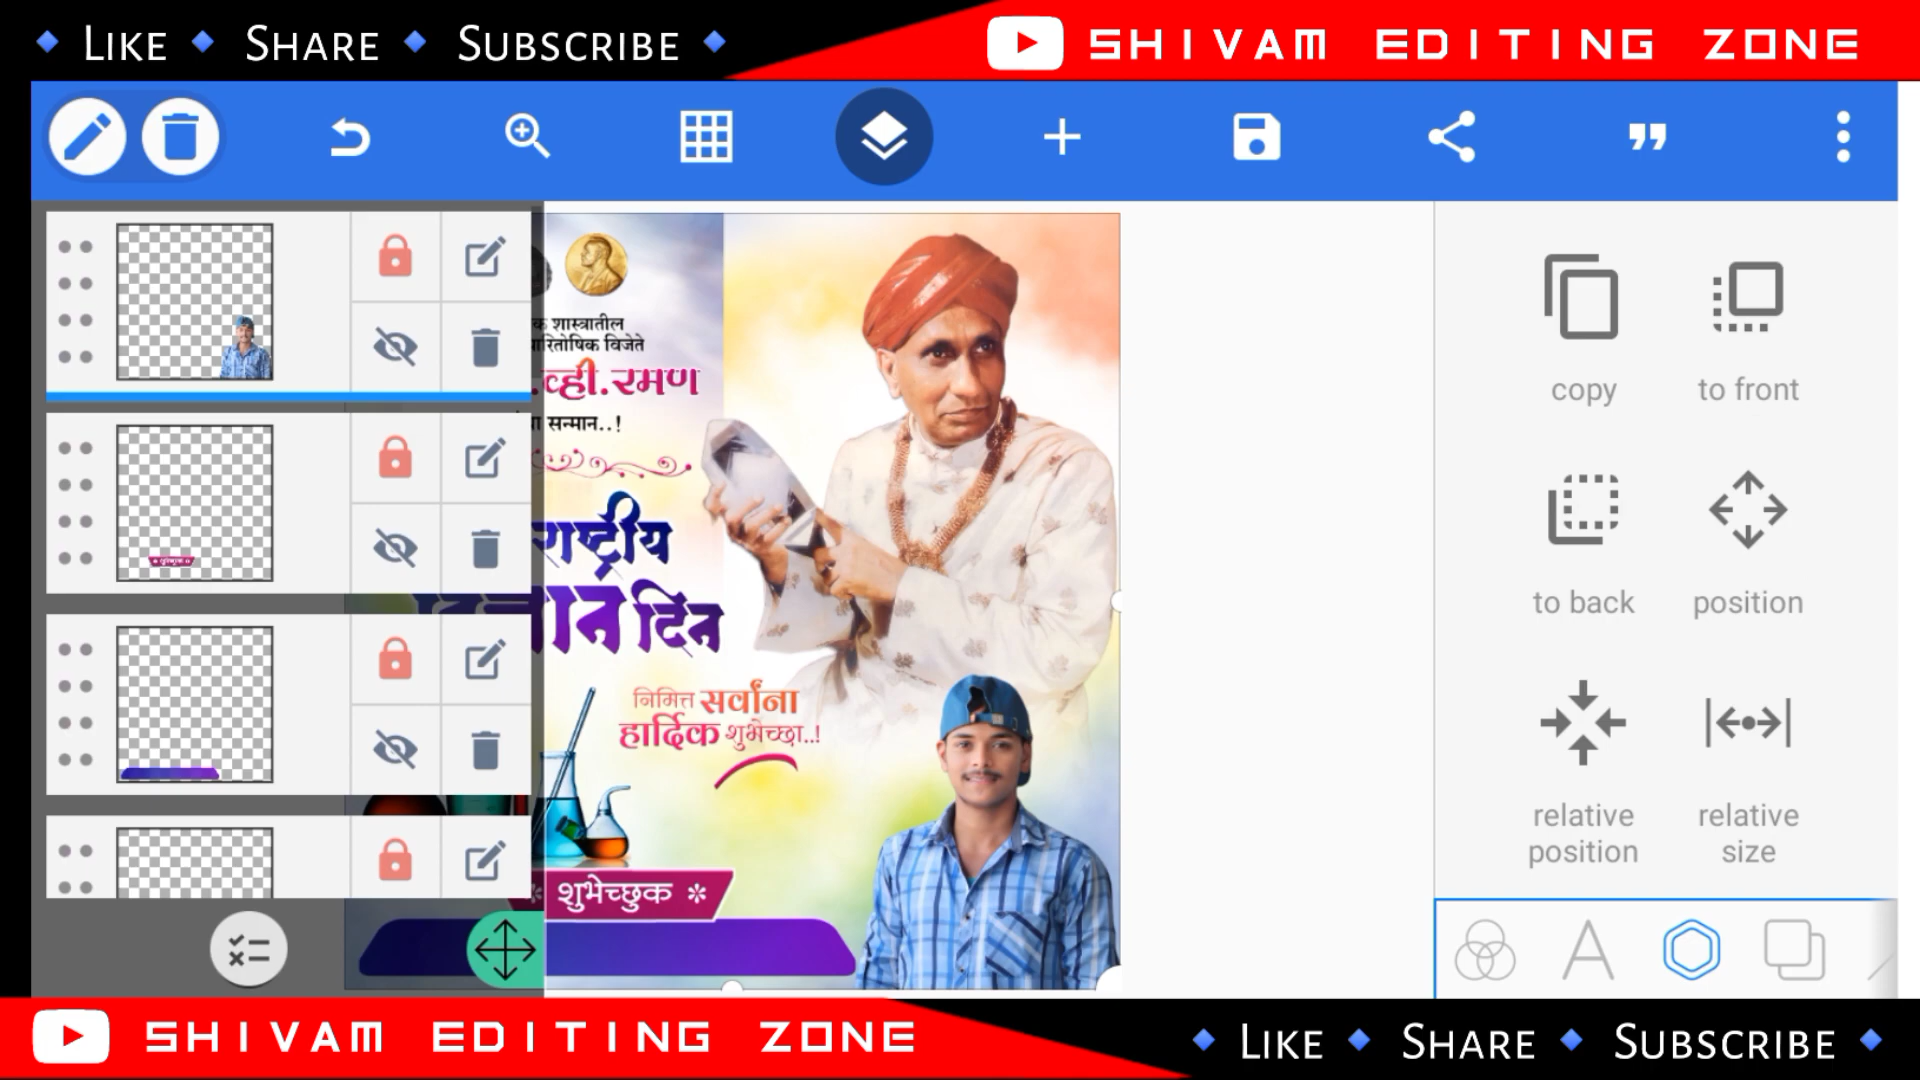 LIKE SHARE SUBSCRIBE
SHIVAM EDITING ZONE
शास्त्रातील
विजेते
.व्ही.रमण
सन्मान..!
राष्ट्रीय
दिन
निमित्त सर्वांना
हार्दिक शुभेच्छा..!
* शुभेच्छुक *
copy
to front
to back
position
relative position
relative size
SHIVAM EDITING ZONE
LIKE SHARE SUBSCRIBE